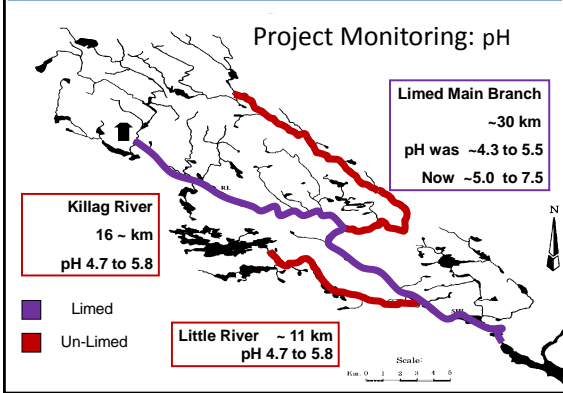 Project Monitoring: pH
Limed Main Branch
~30 km
pH was ~4.3 to 5.5
Now ~5.0 to 7.5
RL
Killag River
16 ~ km
pH 4.7 to 5.8
N
Limed
Un-Limed
Little River ~ 11 km
pH 4.7 to 5.8
Scale:
Km. 0 1 2 3 4 5